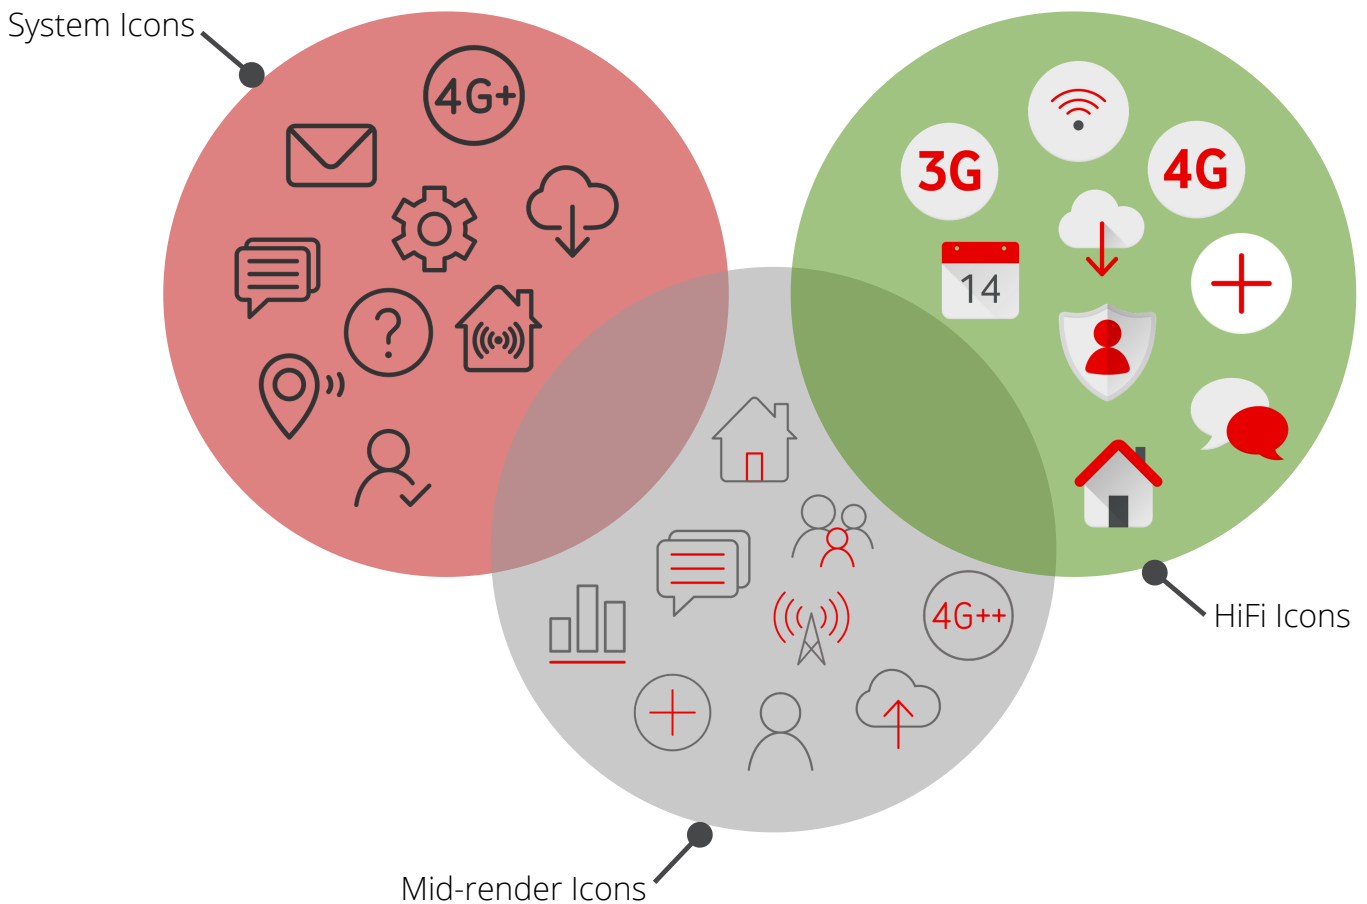 System Icons
4G+
?
3G
4G
14
4G++
HiFi Icons
Mid-render Icons